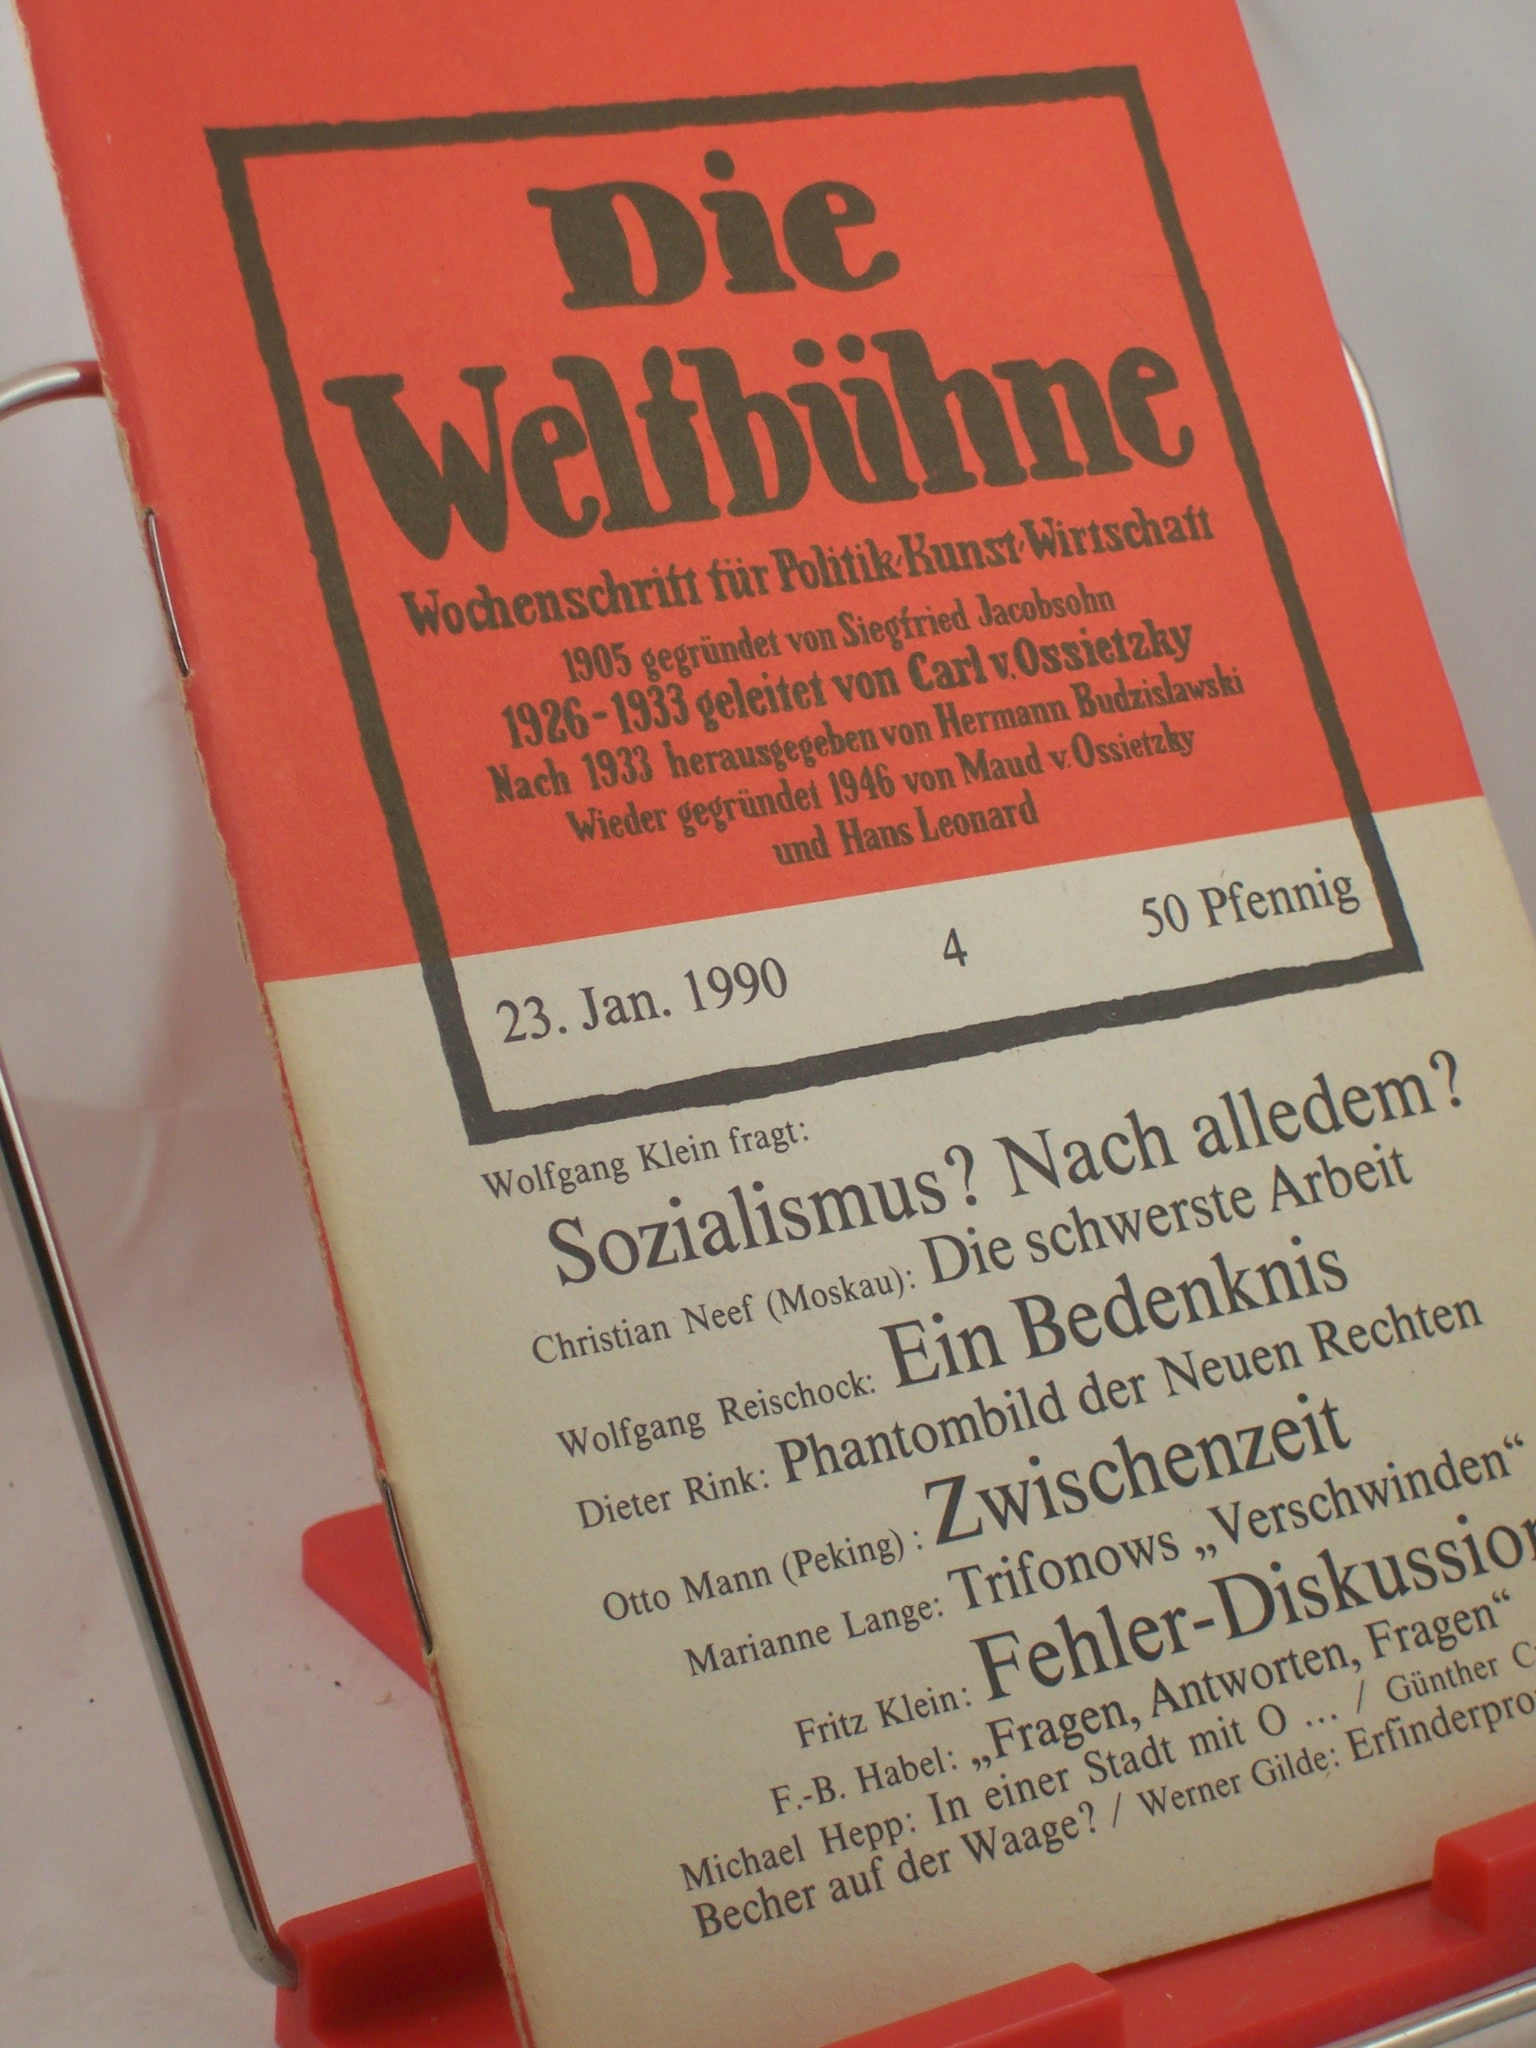 Die
Weltbühne
Wochenschrift für Politik·Kunst·Wirtschaft
1905 gegründet von Siegfried Jacobsohn
1926-1933 geleitet von Carl v. Ossietzky
Nach 1933 herausgegeben von Hermann Budzislawski
Wieder gegründet 1946 von Maud v. Ossietzky
und Hans Leonard
23. Jan. 1990 4 50 Pfennig
Wolfgang Klein fragt:
Sozialismus? Nach alledem?
Christian Neef (Moskau): Die schwerste Arbeit
Wolfgang Reischock: Ein Bedenknis
Dieter Rink: Phantombild der Neuen Rechten
Otto Mann (Peking): Zwischenzeit
Marianne Lange: Trifonows „Verschwinden“
Fritz Klein: Fehler-Diskussion
F.-B. Habel: „Fragen, Antworten, Fragen“
Michael Hepp: In einer Stadt mit O ... / Günther
Becher auf der Waage? / Werner Gilde: